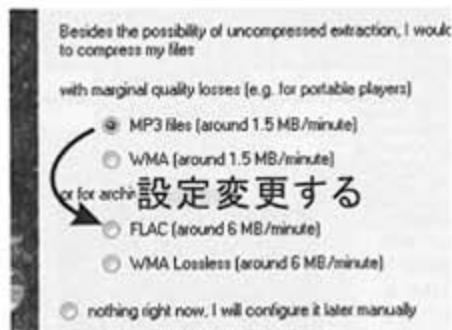 Besides the possibility of uncompressed extraction, I would
to compress my files
with marginal quality losses (e.g. for portable players)
MP3 files (around 1.5 MB/minute)
WMA (around 1.5 MB/minute)
or for archi
設定変更する
FLAC (around 6 MB/minute)
WMA Lossless (around 6 MB/minute)
nothing right now, I will configure it later manually